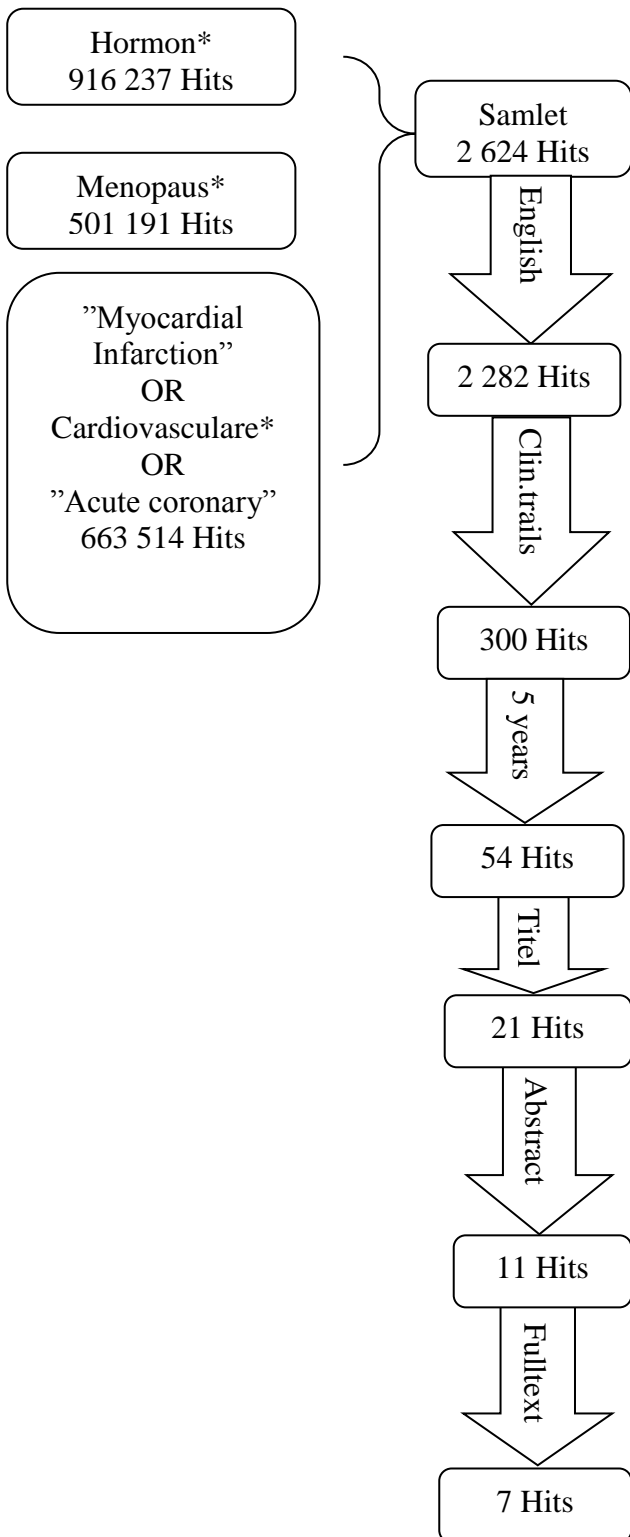 Hormon*
916 237 Hits
Menopaus*
501 191 Hits
”Myocardial
Infarction”
OR
Cardiovasculare*
OR
”Acute coronary”
663 514 Hits
Samlet
2 624 Hits
English
2 282 Hits
Clin.trails
300 Hits
5 years
54 Hits
Titel
21 Hits
Abstract
11 Hits
Fulltext
7 Hits